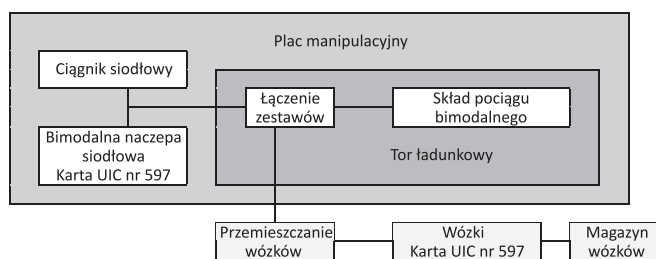 Plac manipulacyjny
Ciągnik siodłowy
Łączenie
zestawów
Skład pociągu
bimodalnego
Bimodalna naczepa
siodłowa
Karta UIC nr 597
Tor ładunkowy
Przemieszczanie
wózków
Wózki
Karta UIC nr 597
Magazyn
wózków